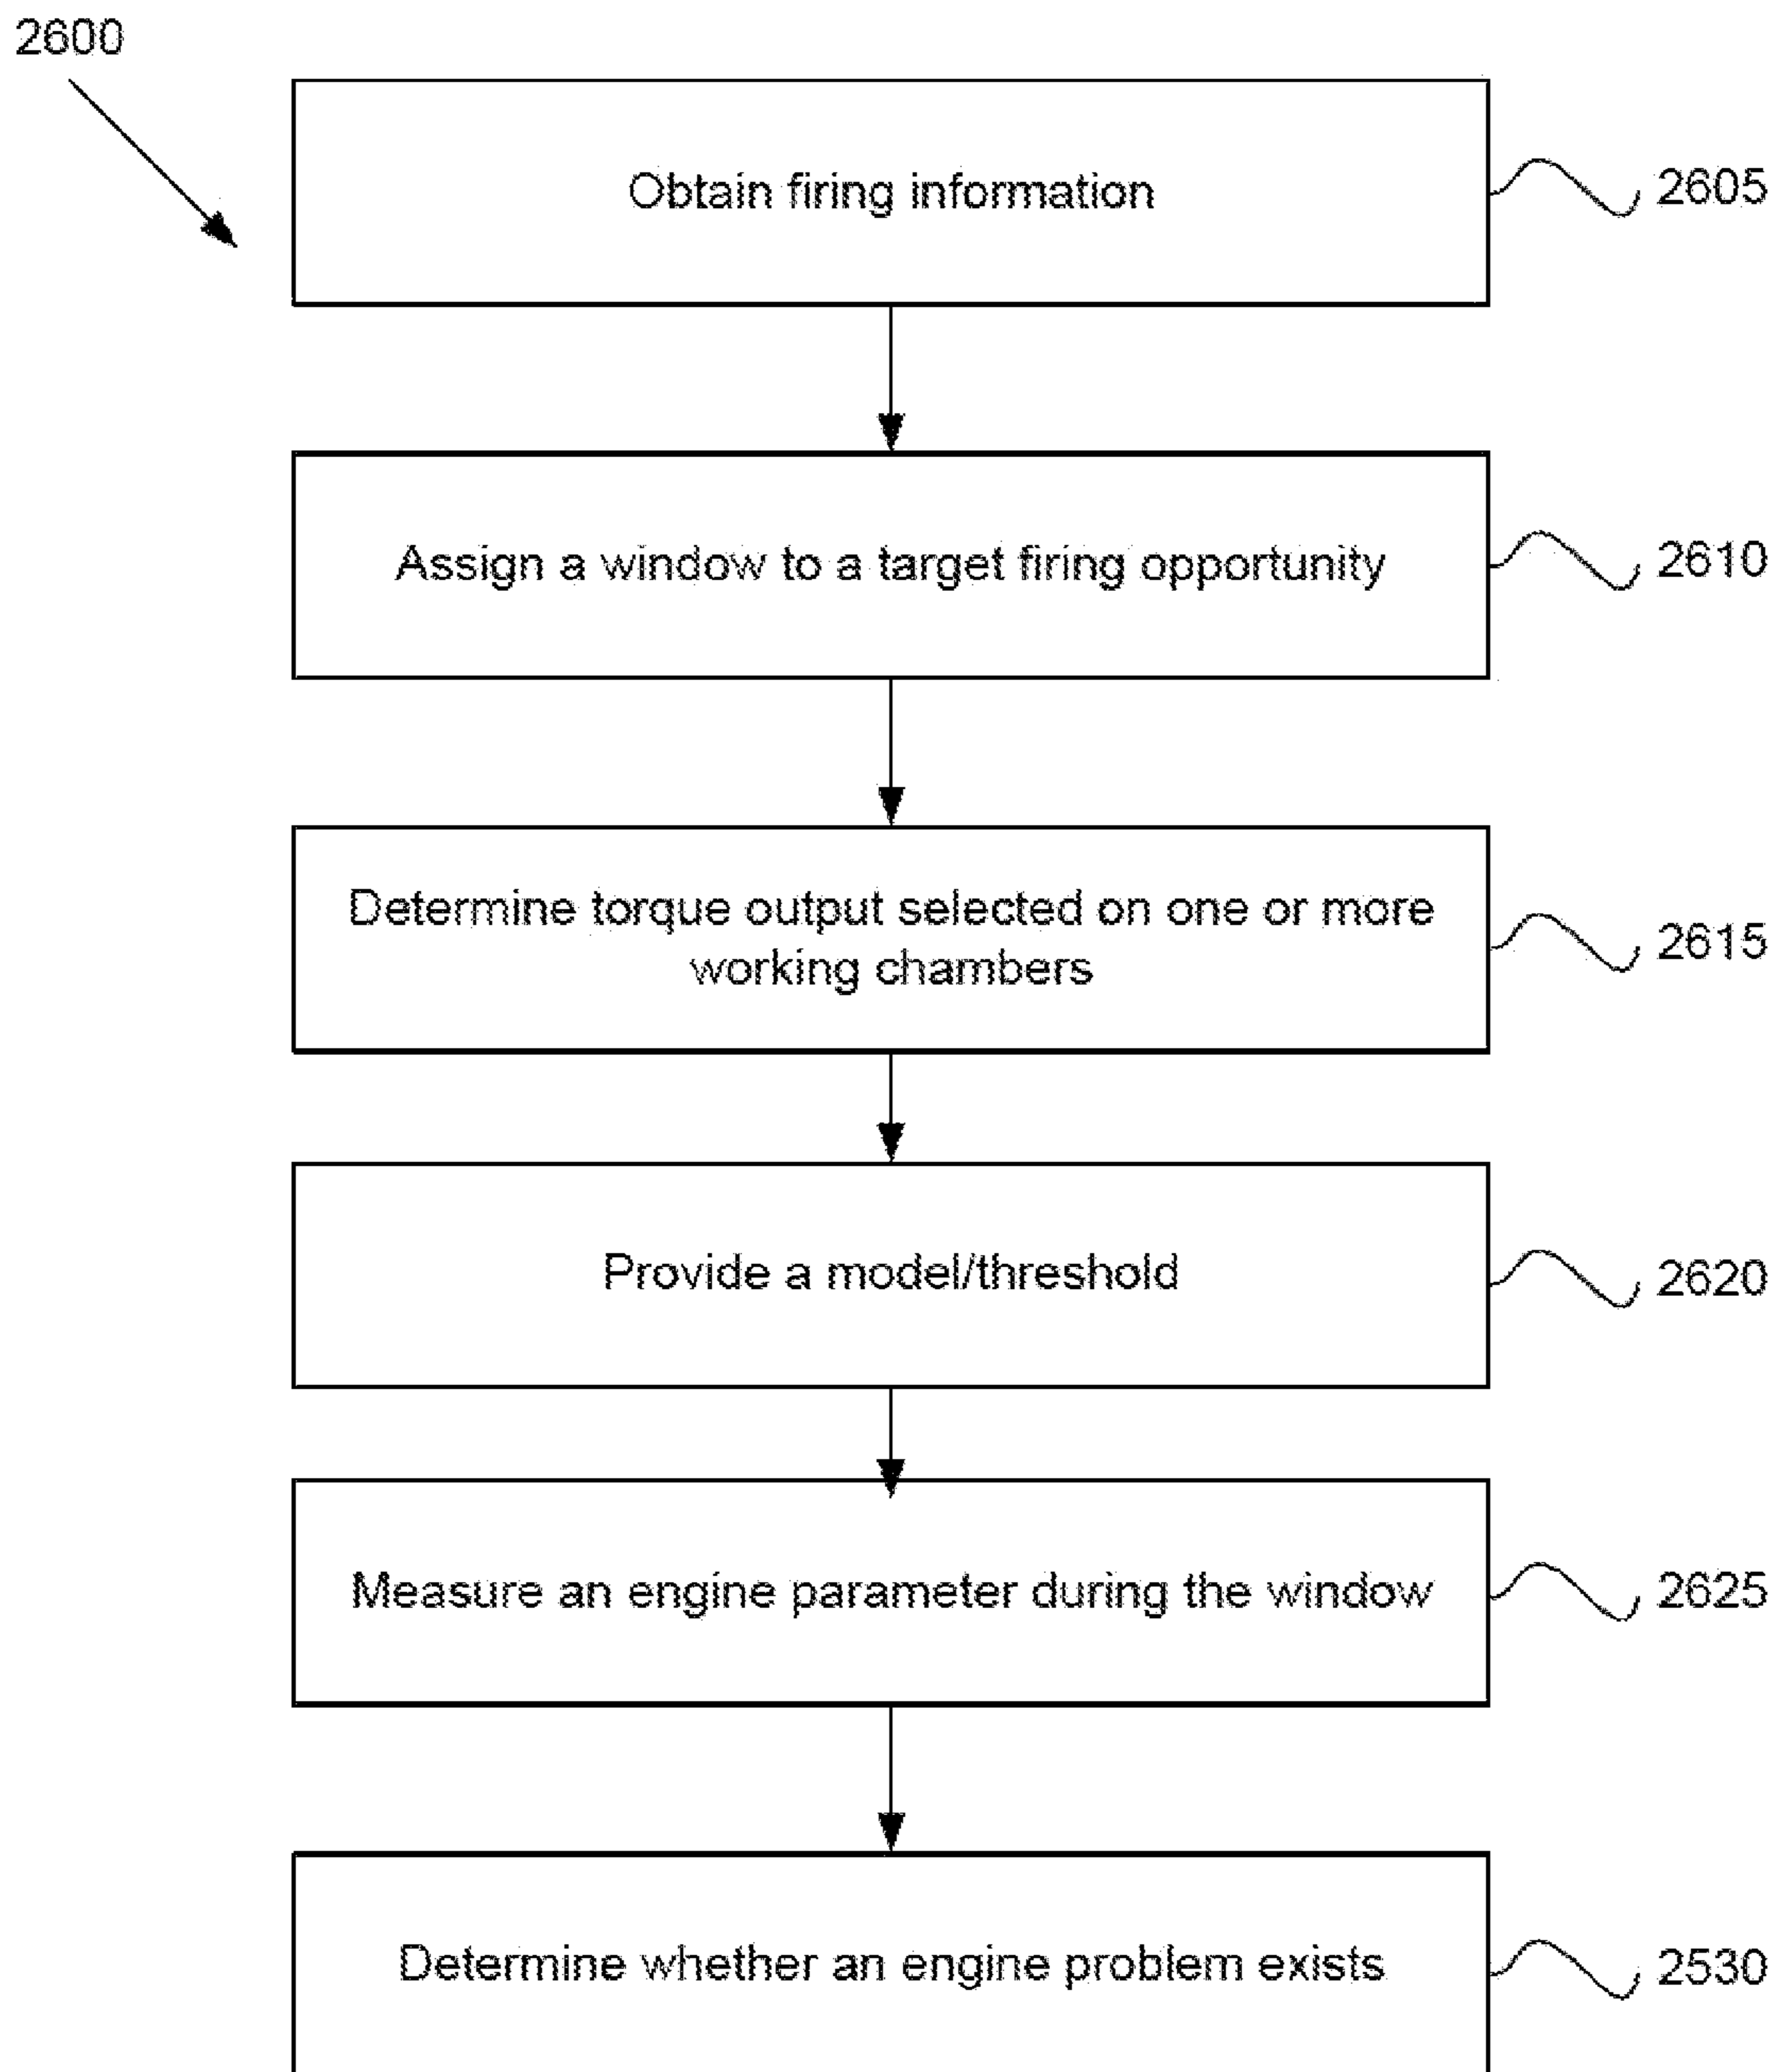 2600
Obtain firing information
2605
Assign a window to a target firing opportunity
2610
Determine torque output selected on one or more
working chambers
2615
Provide a model/threshold
2620
Measure an engine parameter during the window
2625
Determine whether an engine problem exists
2530